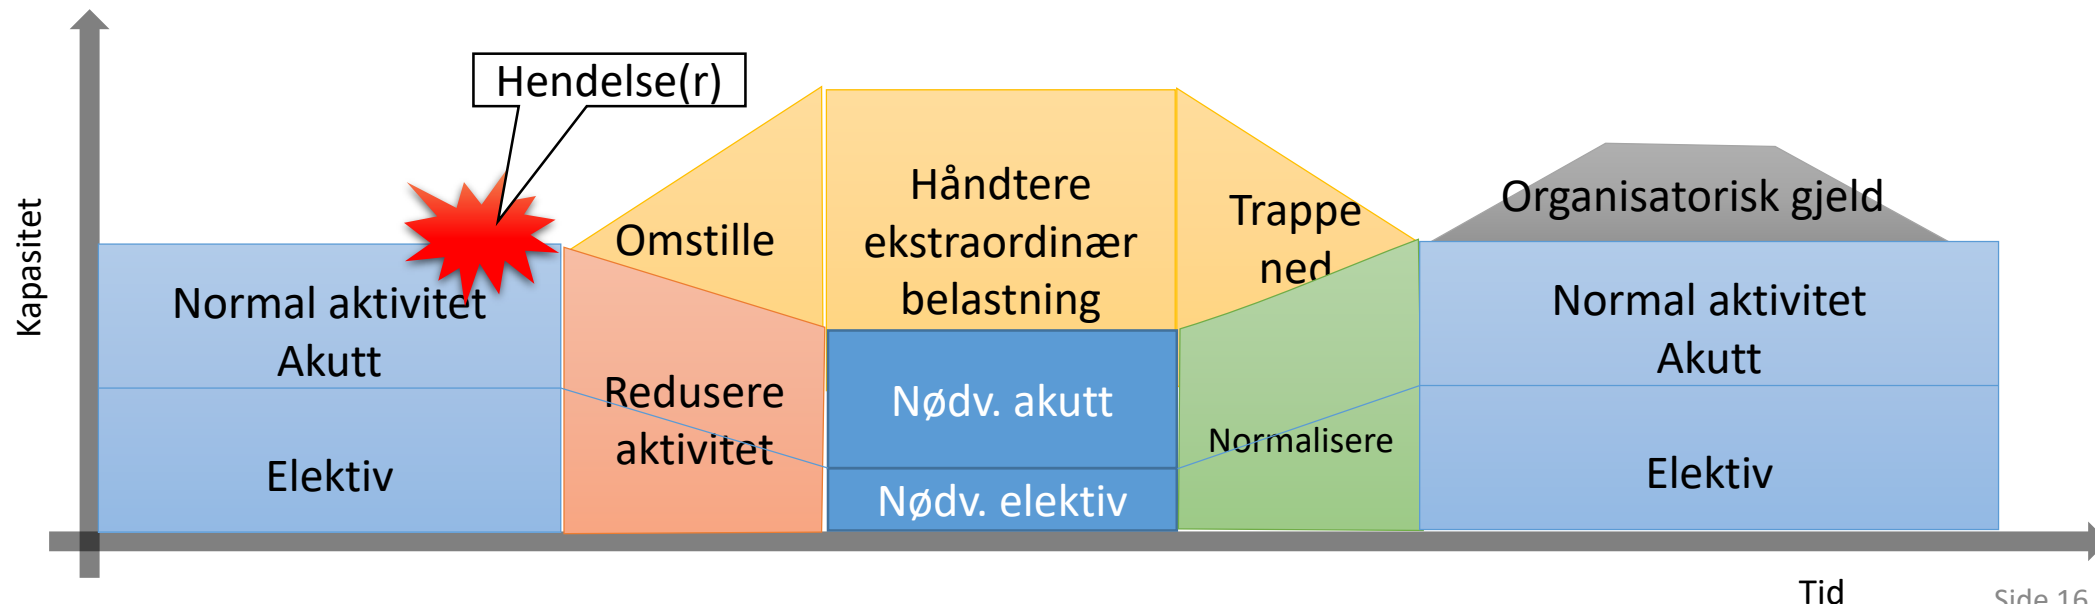 Kapasitet
Hendelse(r)
Normal aktivitet
Akutt
Elektiv
Omstille
Redusere
aktivitet
Håndtere
ekstraordinær
belastning
Nødv. akutt
Nødv. elektiv
Trappe
ned
Normalisere
Organisatorisk gjeld
Normal aktivitet
Akutt
Elektiv
Tid
Side 16